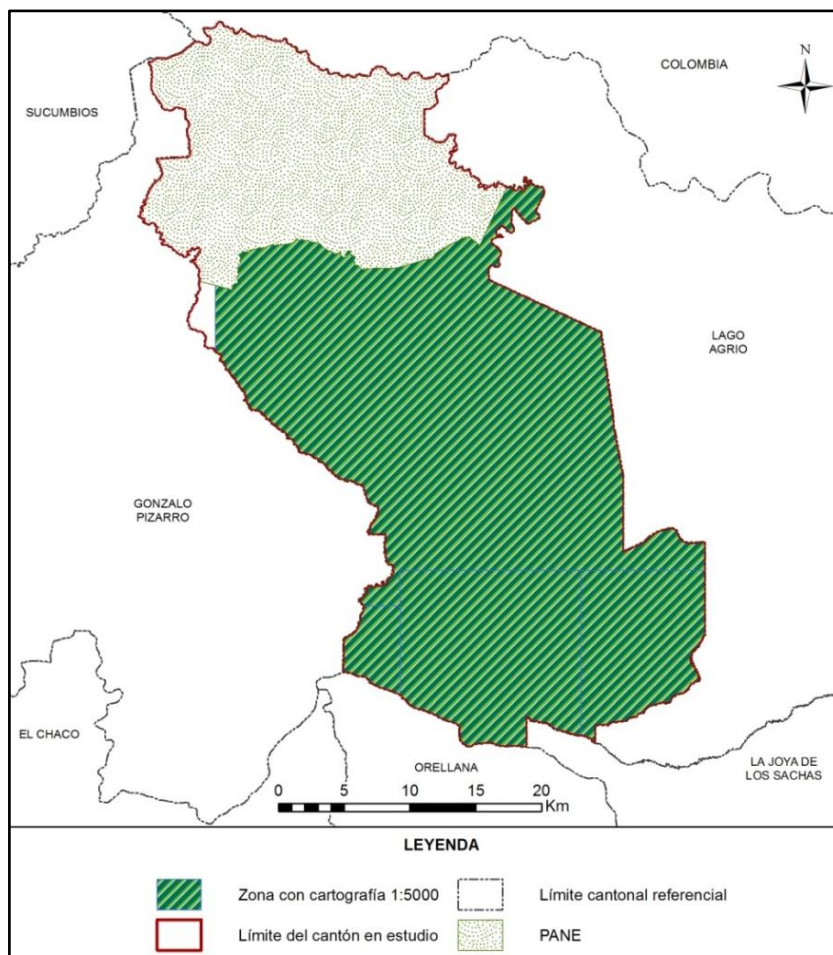 N
COLOMBIA
SUCUMBIOS
LAGO
AGRIO
GONZALO
PIZARRO
EL CHACO
ORELLANA
LA JOYA DE
LOS SACHAS
0 5 10 15 20
Km
LEYENDA
Zona con cartografía 1:5000
Límite cantonal referencial
Límite del cantón en estudio
PANE